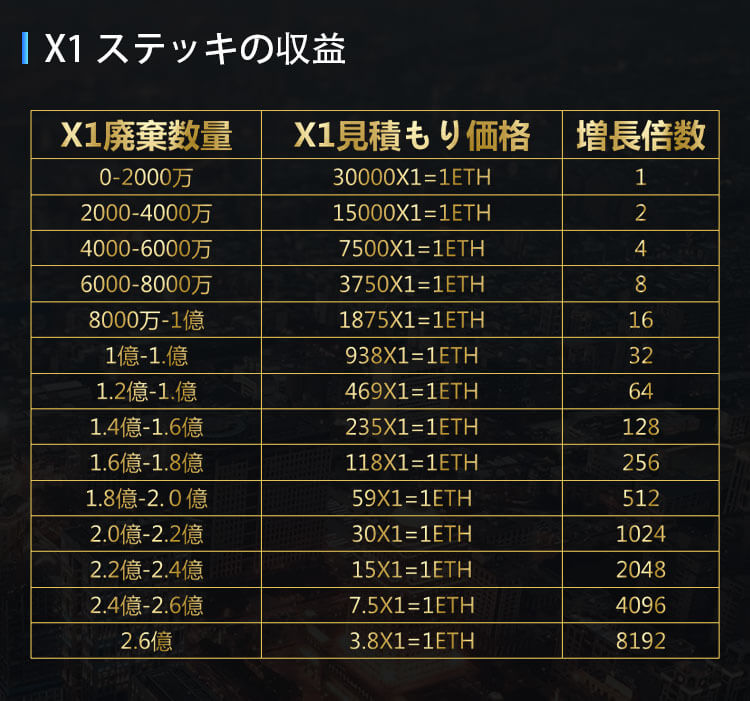 X1 ステッキの収益
X1廃棄数量 X1見積もり価格 増長倍数
0-2000万 30000X1=1ETH 1
2000-4000万 15000X1=1ETH 2
4000-6000万 7500X1=1ETH 4
6000-8000万 3750X1=1ETH 8
8000万-1億 1875X1=1ETH 16
1億-1.億 938X1=1ETH 32
1.2億-1.億 469X1=1ETH 64
1.4億-1.6億 235X1=1ETH 128
1.6億-1.8億 118X1=1ETH 256
1.8億-2.0億 59X1=1ETH 512
2.0億-2.2億 30X1=1ETH 1024
2.2億-2.4億 15X1=1ETH 2048
2.4億-2.6億 7.5X1=1ETH 4096
2.6億 3.8X1=1ETH 8192